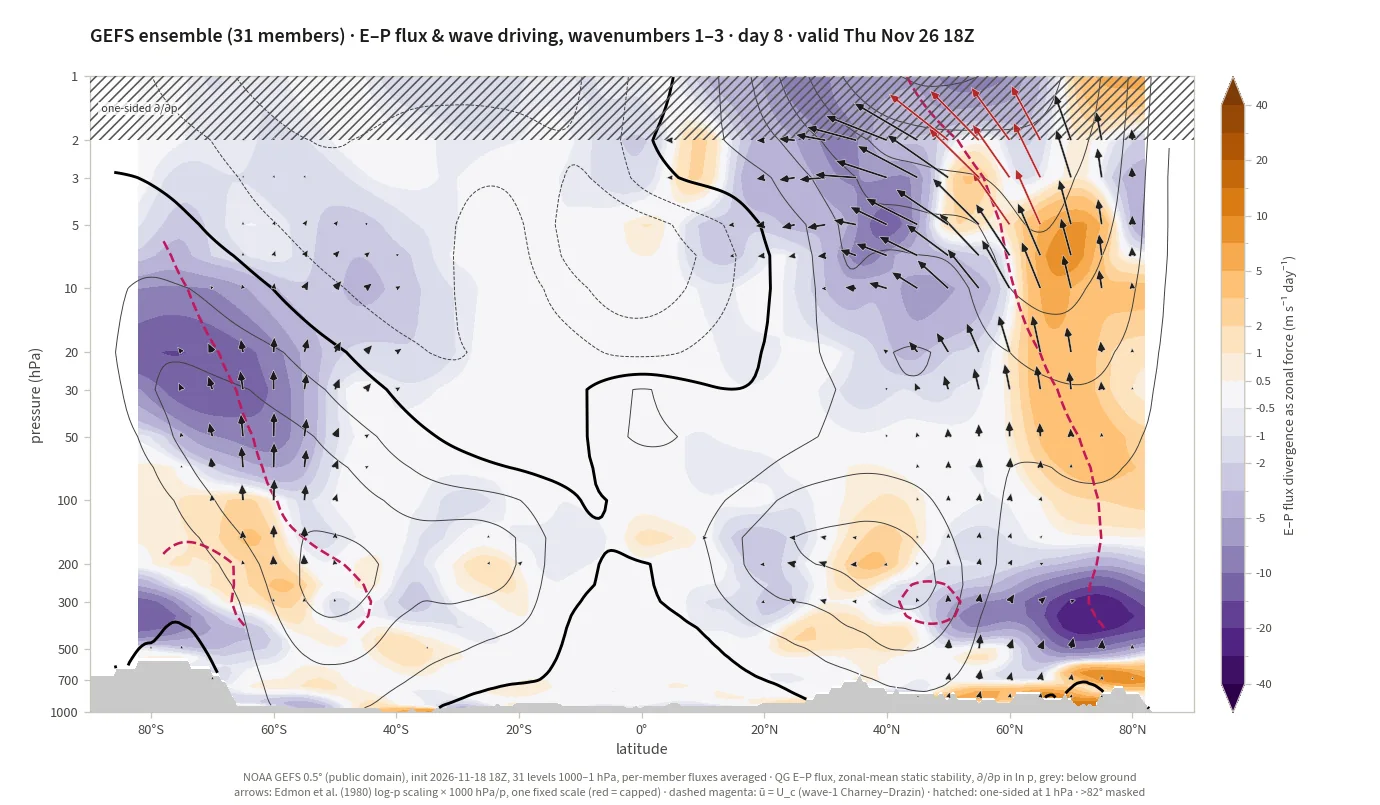 GEFS ensemble (31 members) · E–P flux & wave driving, wavenumbers 1–3 · day 8 · valid Thu Nov 26 18Z
one-sided ∂/∂p
pressure (hPa)
1
2
3
5
10
20
30
50
100
200
300
500
700
1000
80°S
60°S
40°S
20°S
0°
20°N
40°N
60°N
80°N
latitude
40
20
10
5
2
1
0.5
-0.5
-1
-2
-5
-10
-20
-40
E–P flux divergence as zonal force (m s⁻¹ day⁻¹)
NOAA GEFS 0.5° (public domain), init 2026-11-18 18Z, 31 levels 1000–1 hPa, per-member fluxes averaged · QG E–P flux, zonal-mean static stability, ∂/∂p in ln p, grey: below ground
arrows: Edmon et al. (1980) log-p scaling × 1000 hPa/p, one fixed scale (red = capped) · dashed magenta: ū = U_c (wave-1 Charney–Drazin) · hatched: one-sided at 1 hPa · >82° masked